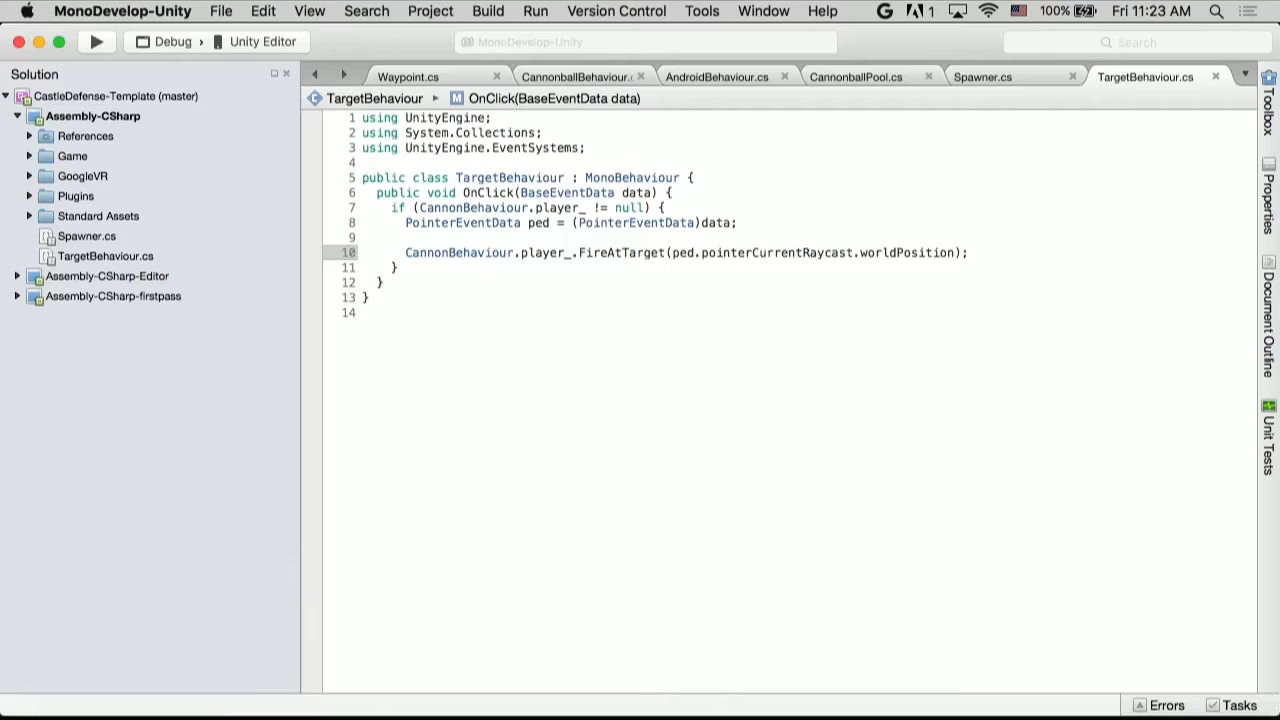 MonoDevelop-Unity File Edit View Search Project Build Run Version Control Tools Window Help 1 100% Fri 11:23 AM
Debug › Unity Editor MonoDevelop-Unity Search
Solution
CastleDefense-Template (master)
Assembly-CSharp
References
Game
GoogleVR
Plugins
Standard Assets
Spawner.cs
TargetBehaviour.cs
Assembly-CSharp-Editor
Assembly-CSharp-firstpass
Waypoint.cs CannonballBehaviour.c AndroidBehaviour.cs CannonballPool.cs Spawner.cs TargetBehaviour.cs
TargetBehaviour ▸ M OnClick(BaseEventData data)
1 using UnityEngine;
2 using System.Collections;
3 using UnityEngine.EventSystems;
4
5 public class TargetBehaviour : MonoBehaviour {
6 public void OnClick(BaseEventData data) {
7 if (CannonBehaviour.player_ != null) {
8 PointerEventData ped = (PointerEventData)data;
9
10 CannonBehaviour.player_.FireAtTarget(ped.pointerCurrentRaycast.worldPosition);
11 }
12 }
13 }
14
Toolbox
Properties
Document Outline
Unit Tests
Errors Tasks